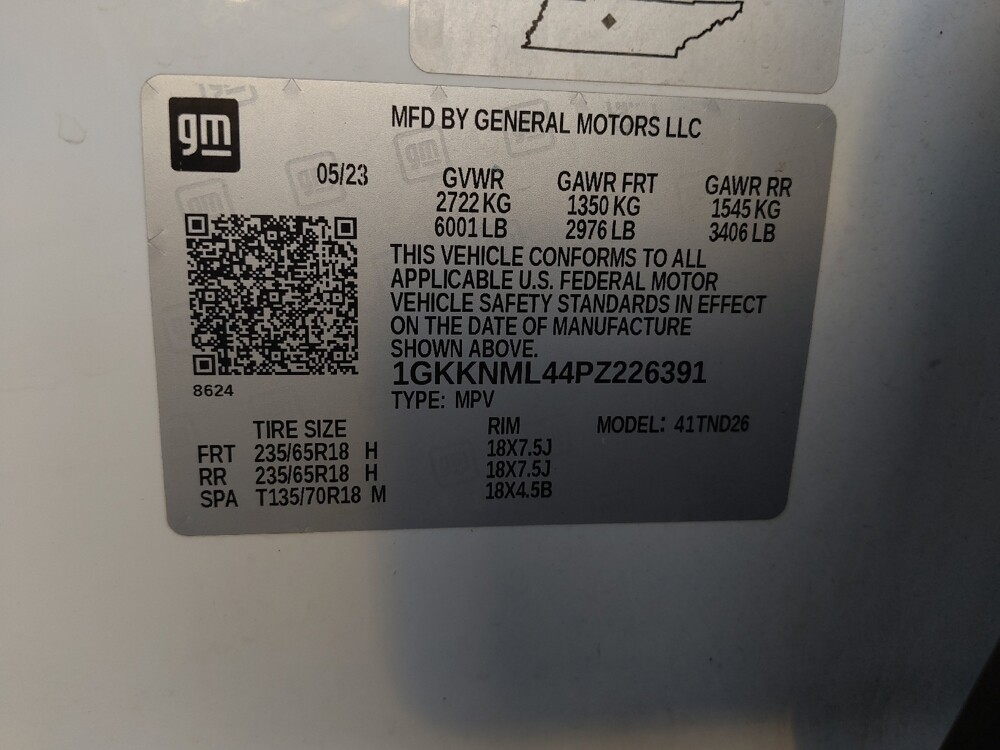 gm
MFD BY GENERAL MOTORS LLC
05/23
GVWR GAWR FRT GAWR RR
2722 KG 1350 KG 1545 KG
6001 LB 2976 LB 3406 LB
THIS VEHICLE CONFORMS TO ALL
APPLICABLE U.S. FEDERAL MOTOR
VEHICLE SAFETY STANDARDS IN EFFECT
ON THE DATE OF MANUFACTURE
SHOWN ABOVE.
8624
1GKKNML44PZ226391
TYPE: MPV
TIRE SIZE RIM MODEL: 41TND26
FRT 235/65R18 H 18X7.5J
RR 235/65R18 H 18X7.5J
SPA T135/70R18 M 18X4.5B